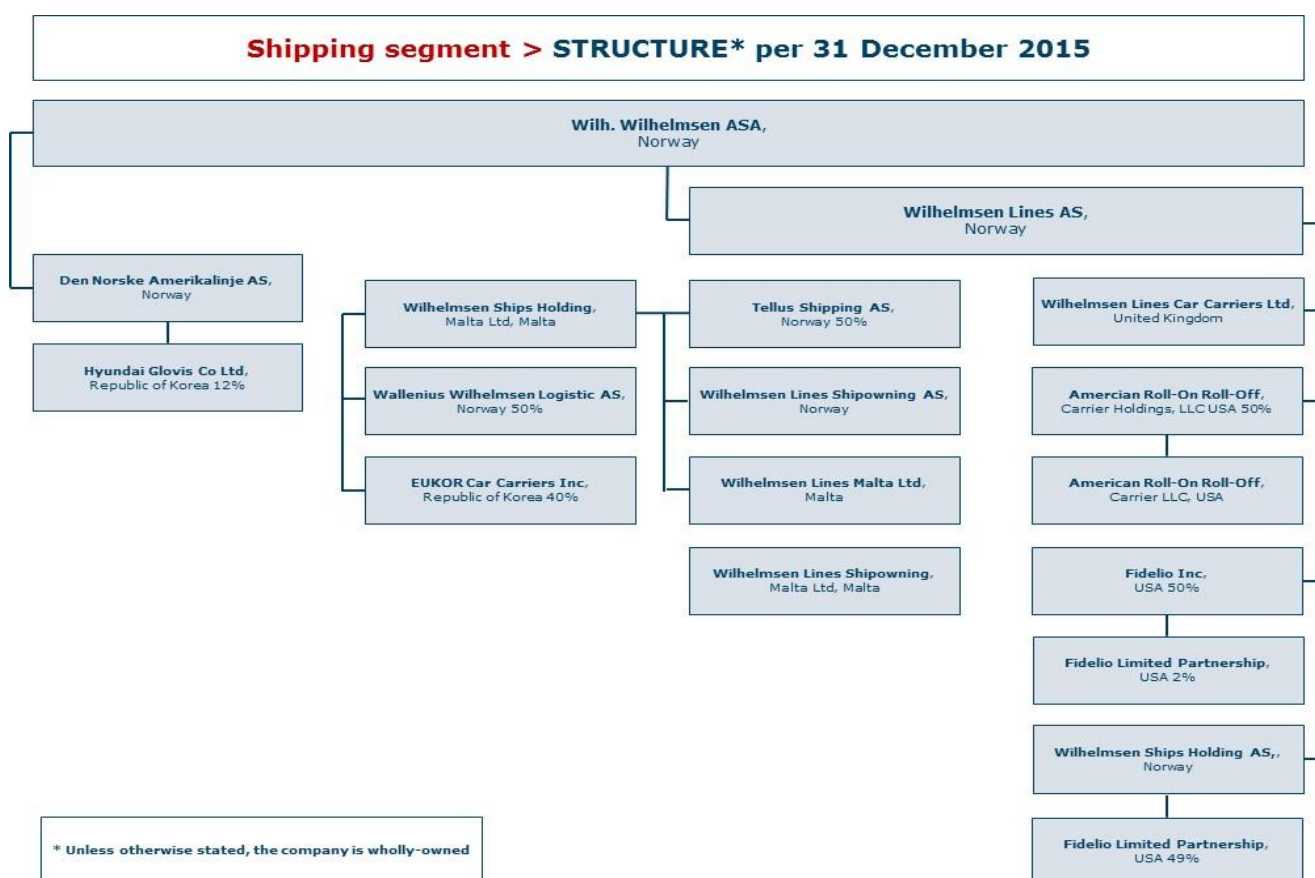 Shipping segment > STRUCTURE* per 31 December 2015
Wilh. Wilhelmsen ASA,
Norway
Wilhelmsen Lines AS,
Norway
Den Norske Amerikalinje AS,
Norway
Hyundai Glovis Co Ltd,
Republic of Korea 12%
Wilhelmsen Ships Holding,
Malta Ltd, Malta
Wallenius Wilhelmsen Logistic AS,
Norway 50%
EUKOR Car Carriers Inc,
Republic of Korea 40%
Tellus Shipping AS,
Norway 50%
Wilhelmsen Lines Shipowning AS,
Norway
Wilhelmsen Lines Malta Ltd,
Malta
Wilhelmsen Lines Shipowning,
Malta Ltd, Malta
Wilhelmsen Lines Car Carriers Ltd,
United Kingdom
Amercian Roll-On Roll-Off,
Carrier Holdings, LLC USA 50%
American Roll-On Roll-Off,
Carrier LLC, USA
Fidelio Inc,
USA 50%
Fidelio Limited Partnership,
USA 2%
Wilhelmsen Ships Holding AS,,
Norway
Fidelio Limited Partnership,
USA 49%
* Unless otherwise stated, the company is wholly-owned